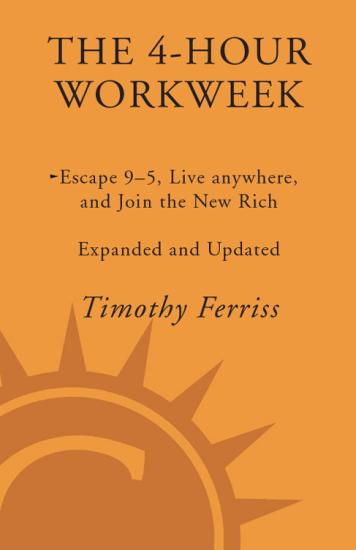 THE 4-HOUR
WORKWEEK
►Escape 9–5, Live anywhere,
and Join the New Rich
Expanded and Updated
Timothy Ferriss